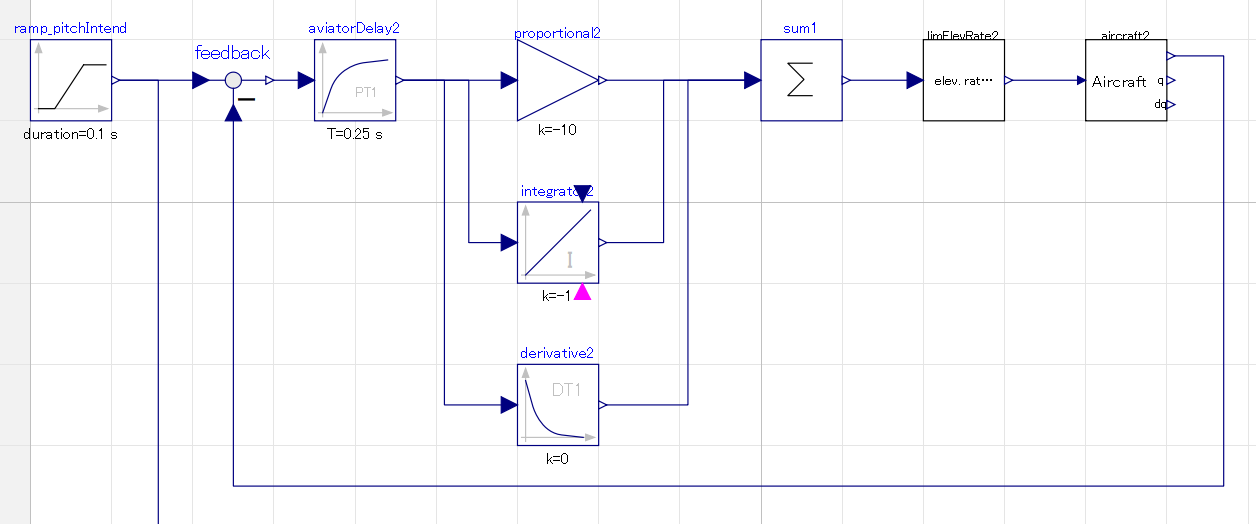 ramp_pitchIntend
duration=0.1 s
feedback
aviatorDelay2
PT1
T=0.25 s
proportional2
k=-10
integrator2
I
k=-1
derivative2
DT1
k=0
sum1
Σ
limElevRate2
elev. rat…
aircraft2
Aircraft
q
dq